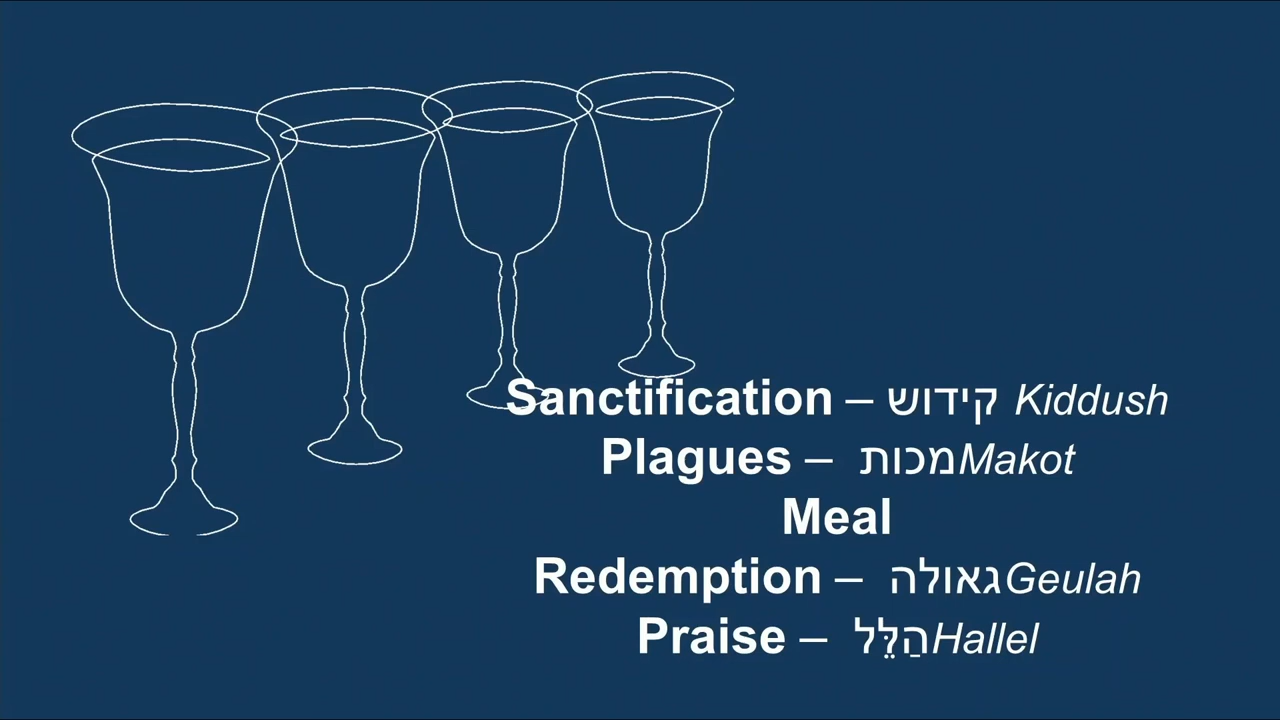 Sanctification – קידוש Kiddush
Plagues – מכות Makot
Meal
Redemption – גאולה Geulah
Praise – הַלֵּל Hallel